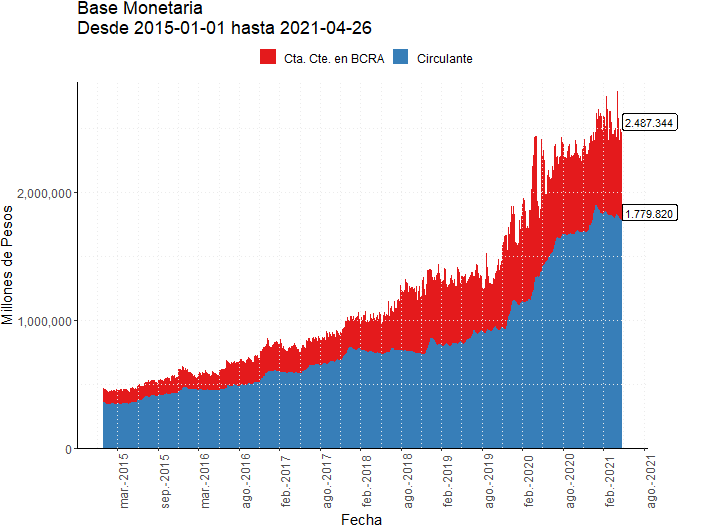 Base Monetaria
Desde 2015-01-01 hasta 2021-04-26
Cta. Cte. en BCRA
Circulante
Millones de Pesos
2,000,000
1,000,000
0
2.487.344
1.779.820
mar.-2015
sep.-2015
mar.-2016
ago.-2016
feb.-2017
ago.-2017
feb.-2018
ago.-2018
feb.-2019
ago.-2019
feb.-2020
ago.-2020
feb.-2021
ago.-2021
Fecha